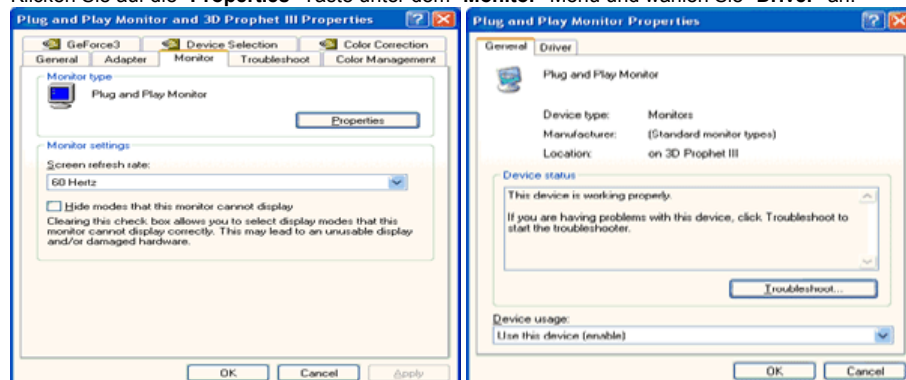 Klicken Sie auf die "Properties"-Taste unter dem "Monitor"-Menü und wählen Sie "Driver" an.
Plug and Play Monitor and 3D Prophet III Properties
GeForce3 Device Selection Color Correction
General Adapter Monitor Troubleshoot Color Management
Monitor type
Plug and Play Monitor
Properties
Monitor settings
Screen refresh rate:
60 Hertz
Hide modes that this monitor cannot display
Clearing this check box allows you to select display modes that this
monitor cannot display correctly. This may lead to an unusable display
and/or damaged hardware.
OK Cancel Apply
Plug and Play Monitor Properties
General Driver
Plug and Play Monitor
Device type: Monitors
Manufacturer: (Standard monitor types)
Location: on 3D Prophet III
Device status
This device is working properly.
If you are having problems with this device, click Troubleshoot to
start the troubleshooter.
Troubleshoot...
Device usage:
Use this device (enable)
OK Cancel